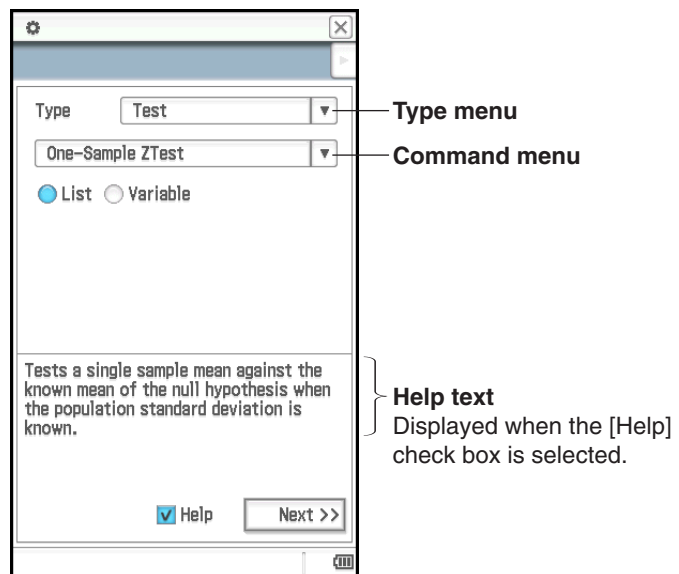 Type Test
Type menu
One-Sample ZTest
Command menu
List Variable
Tests a single sample mean against the
known mean of the null hypothesis when
the population standard deviation is
known.
Help text
Displayed when the [Help]
check box is selected.
Help Next >>